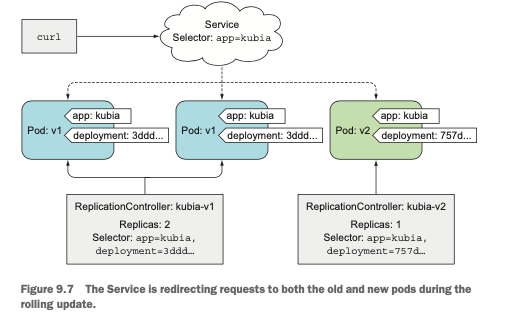 Service
curl
Selector: app=kubia
app: kubia
app: kubia
app: kubia
Pod: v1
Pod: v1
Pod: v2
deployment: 3ddd...
deployment: 3ddd...
deployment: 757d...
ReplicationController: kubia-v1
Replicas: 2
Selector: app=kubia,
deployment=3ddd…
ReplicationController: kubia-v2
Replicas: 1
Selector: app=kubia,
deployment=757d…
Figure 9.7 The Service is redirecting requests to both the old and new pods during the
rolling update.